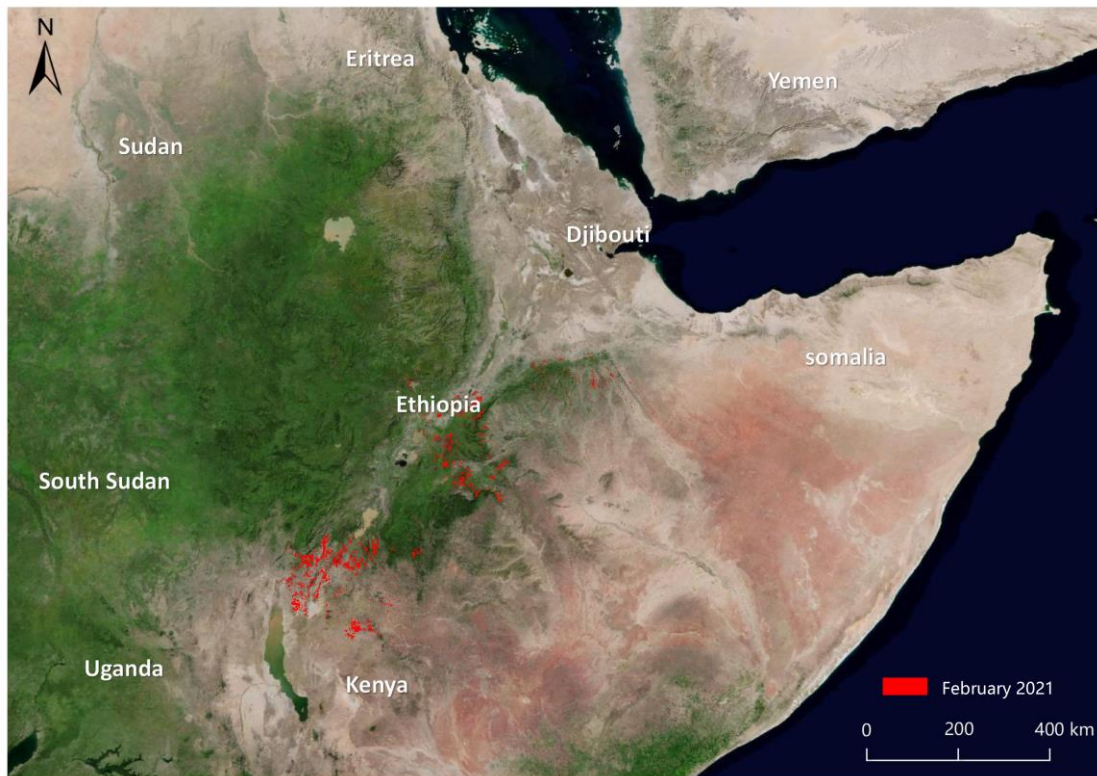 N
Eritrea
Yemen
Sudan
Djibouti
somalia
Ethiopia
South Sudan
Uganda
Kenya
February 2021
0 200 400 km